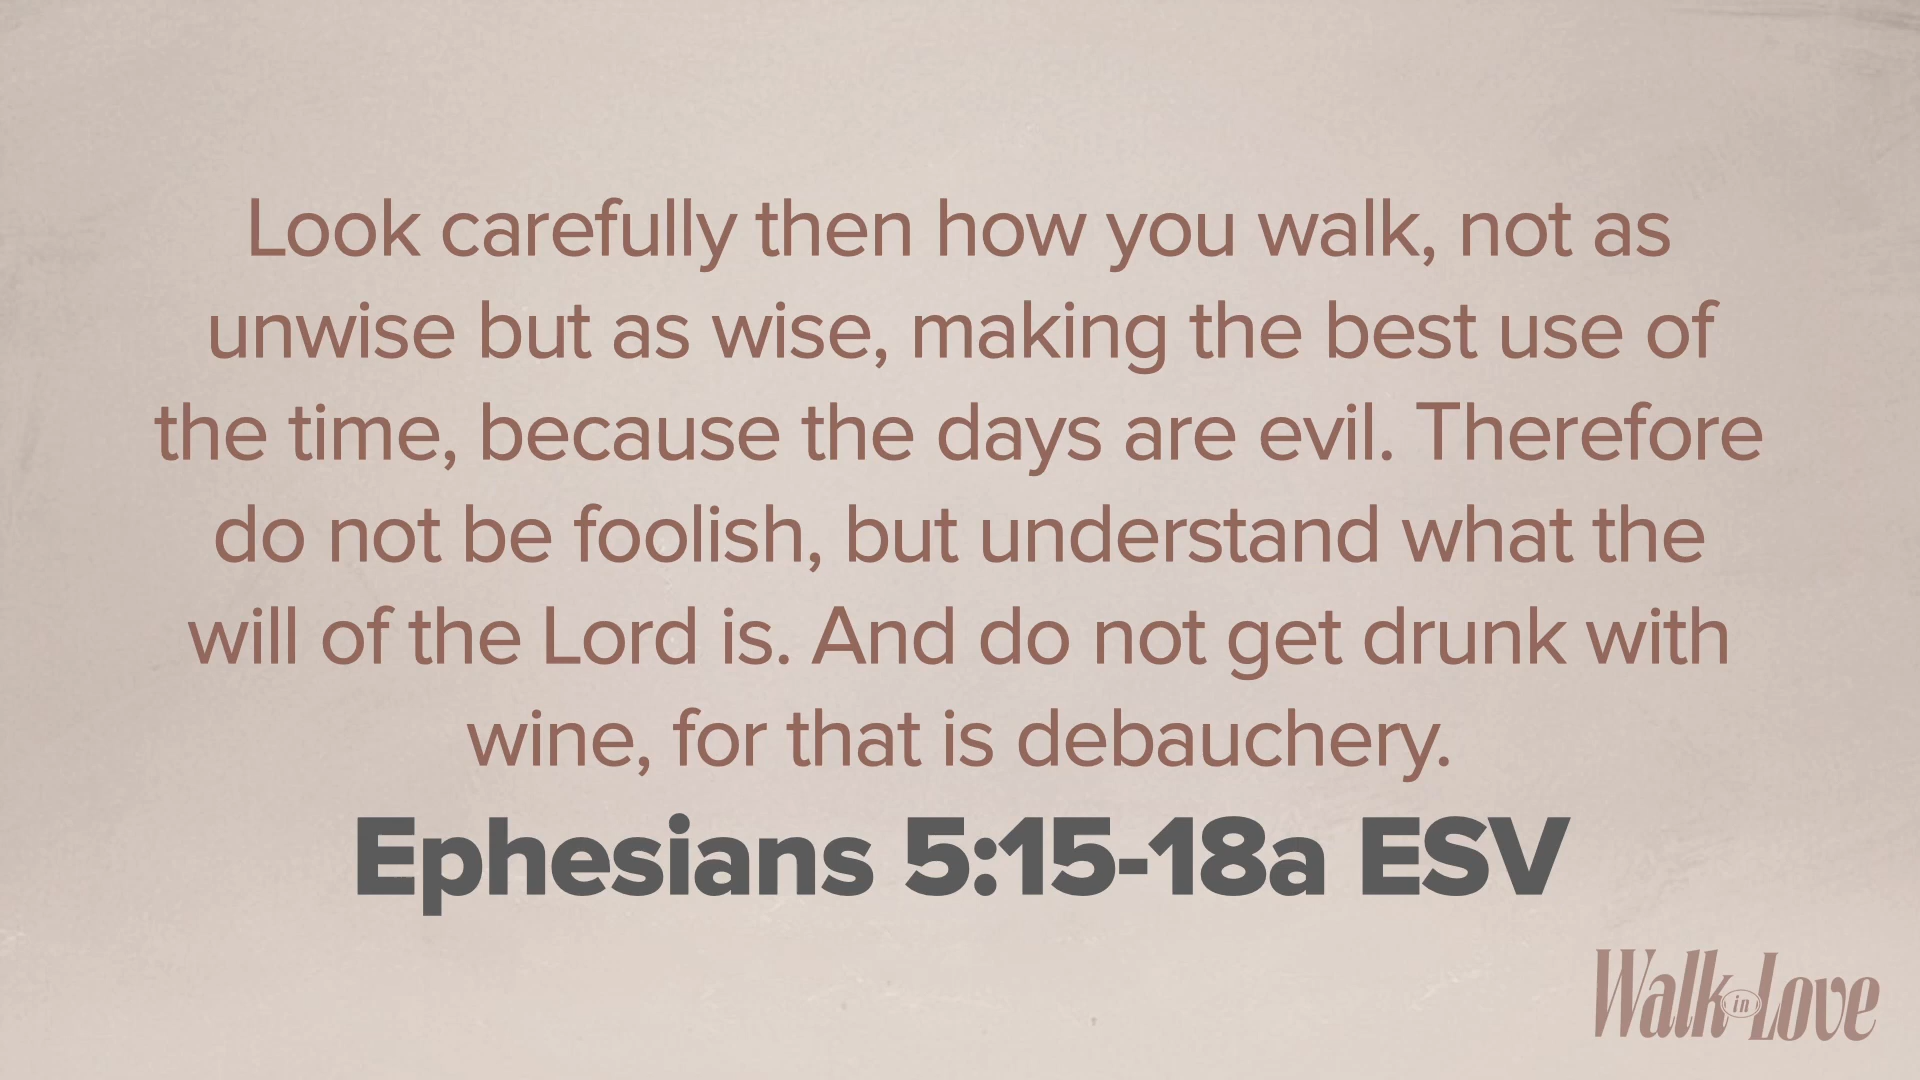 Look carefully then how you walk, not as
unwise but as wise, making the best use of
the time, because the days are evil. Therefore
do not be foolish, but understand what the
will of the Lord is. And do not get drunk with
wine, for that is debauchery.
Ephesians 5:15-18a ESV
Walk in Love